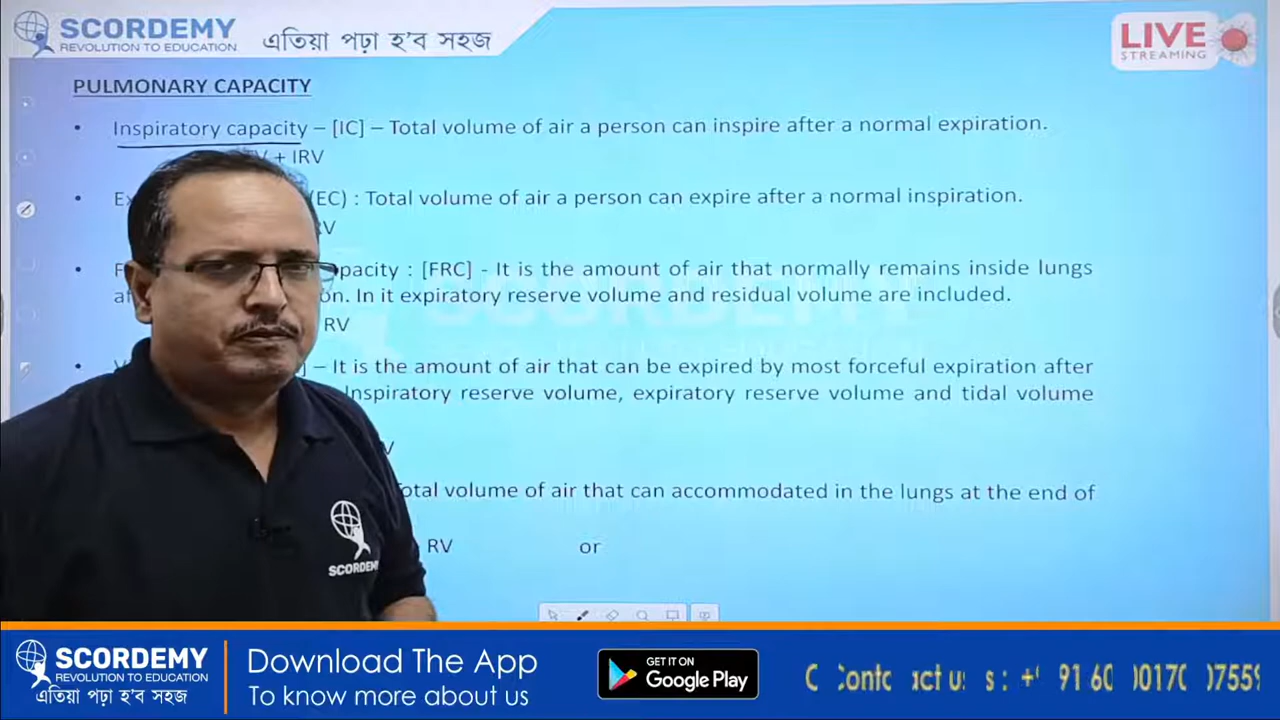 SCORDEMY
REVOLUTION TO EDUCATION
এতিয়া পঢ়া হ'ব সহজ
LIVE
STREAMING
PULMONARY CAPACITY
• Inspiratory capacity – [IC] – Total volume of air a person can inspire after a normal expiration.
+ IRV
• (EC) : Total volume of air a person can expire after a normal inspiration.
• : [FRC] - It is the amount of air that normally remains inside lungs
In it expiratory reserve volume and residual volume are included.
RV
• – It is the amount of air that can be expired by most forceful expiration after
Inspiratory reserve volume, expiratory reserve volume and tidal volume
Total volume of air that can accommodated in the lungs at the end of
RV or
SCORDEMY
SCORDEMY
REVOLUTION TO EDUCATION
এতিয়া পঢ়া হ'ব সহজ
Download The App
To know more about us
GET IT ON
Google Play